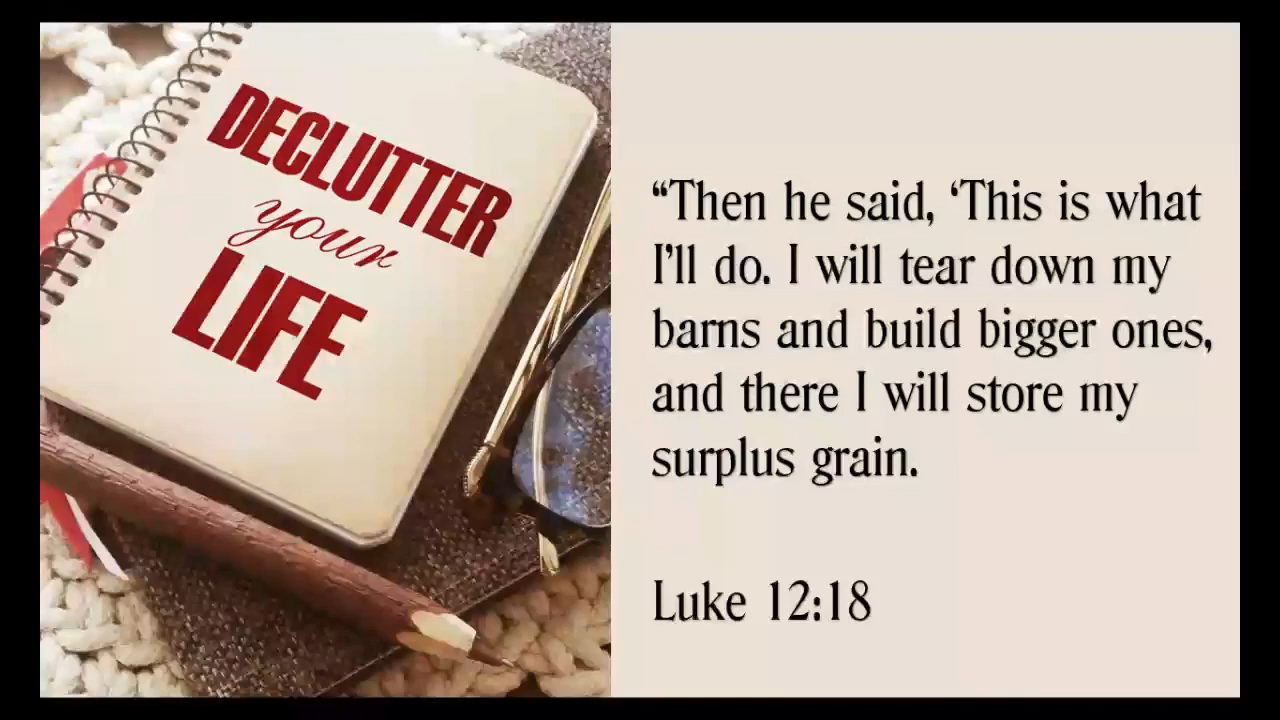 DECLUTTER
your
LIFE
“Then he said, ‘This is what
I’ll do. I will tear down my
barns and build bigger ones,
and there I will store my
surplus grain.
Luke 12:18